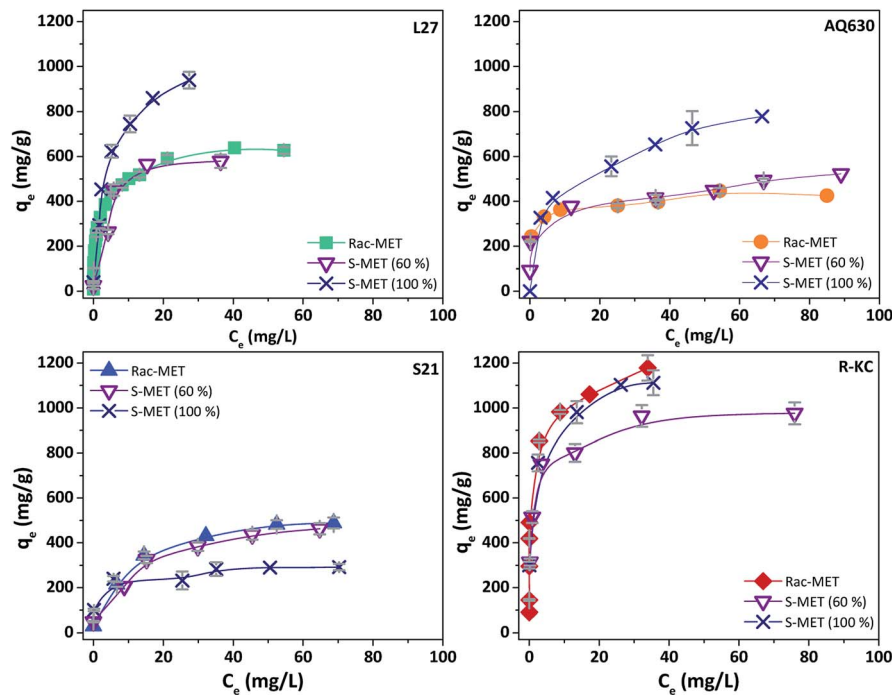 L27
1200
1000
800
600
400
200
0
qe (mg/g)
Rac-MET
S-MET (60 %)
S-MET (100 %)
0 20 40 60 80 100
Ce (mg/L)
AQ630
1200
1000
800
600
400
200
0
qe (mg/g)
Rac-MET
S-MET (60 %)
S-MET (100 %)
0 20 40 60 80 100
Ce (mg/L)
S21
1200
1000
800
600
400
200
0
qe (mg/g)
Rac-MET
S-MET (60 %)
S-MET (100 %)
0 20 40 60 80 100
Ce (mg/L)
R-KC
1200
1000
800
600
400
200
0
qe (mg/g)
Rac-MET
S-MET (60 %)
S-MET (100 %)
0 20 40 60 80 100
Ce (mg/L)